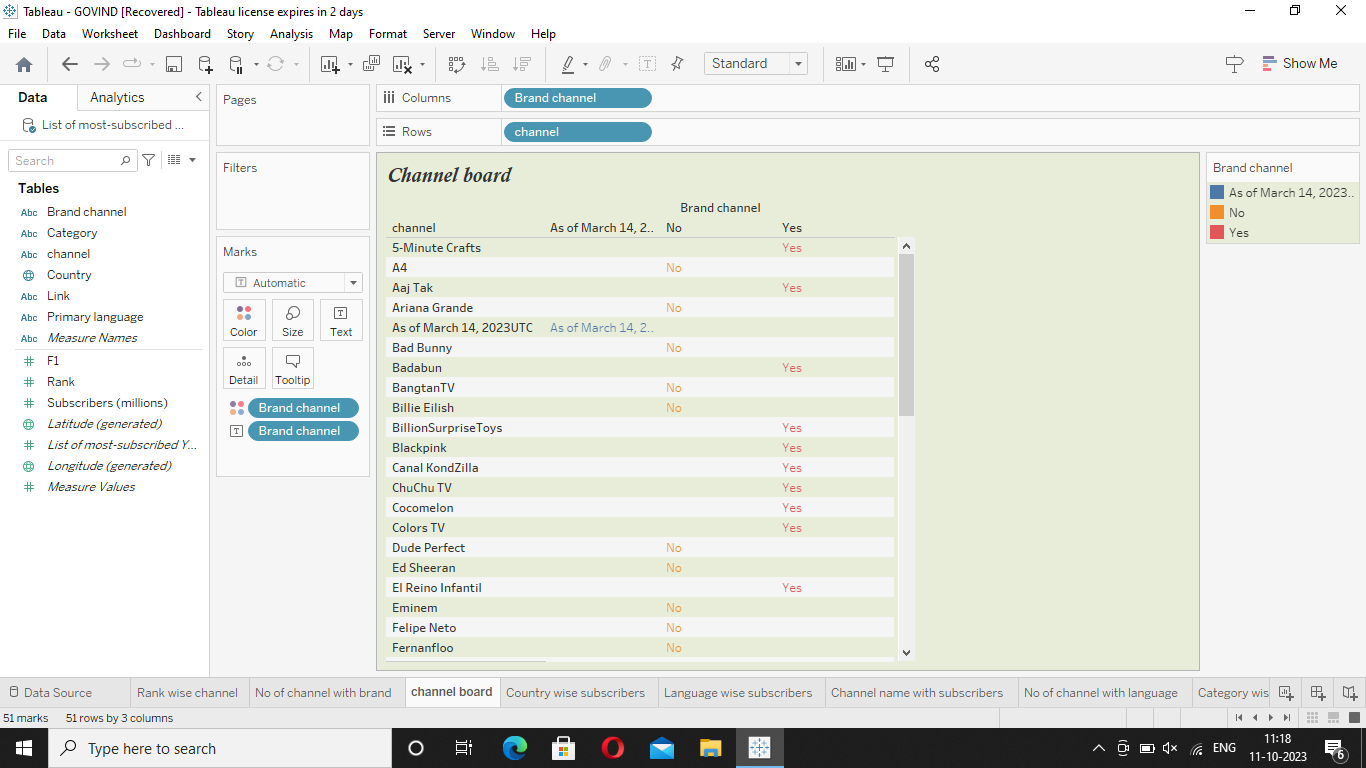 Tableau - GOVIND [Recovered] - Tableau license expires in 2 days
File Data Worksheet Dashboard Story Analysis Map Format Server Window Help
Standard
Show Me
Data Analytics
List of most-subscribed ...
Search
Tables
Abc Brand channel
Abc Category
Abc channel
Country
Abc Link
Abc Primary language
Abc Measure Names
F1
Rank
Subscribers (millions)
Latitude (generated)
List of most-subscribed Y...
Longitude (generated)
Measure Values
Pages
Filters
Marks
T Automatic
Color Size Text
Detail Tooltip
Brand channel
T Brand channel
Columns Brand channel
Rows channel
Channel board
Brand channel
channel As of March 14, 2.. No Yes
5-Minute Crafts Yes
A4 No
Aaj Tak Yes
Ariana Grande No
As of March 14, 2023UTC As of March 14, 2...
Bad Bunny No
Badabun Yes
BangtanTV No
Billie Eilish No
BillionSurpriseToys Yes
Blackpink Yes
Canal KondZilla Yes
ChuChu TV Yes
Cocomelon Yes
Colors TV Yes
Dude Perfect No
Ed Sheeran No
El Reino Infantil Yes
Eminem No
Felipe Neto No
Fernanfloo No
Brand channel
As of March 14, 2023..
No
Yes
Data Source Rank wise channel No of channel with brand channel board Country wise subscribers Language wise subscribers Channel name with subscribers No of channel with language Category wis
51 marks 51 rows by 3 columns
Type here to search
ENG
11:18
11-10-2023
6